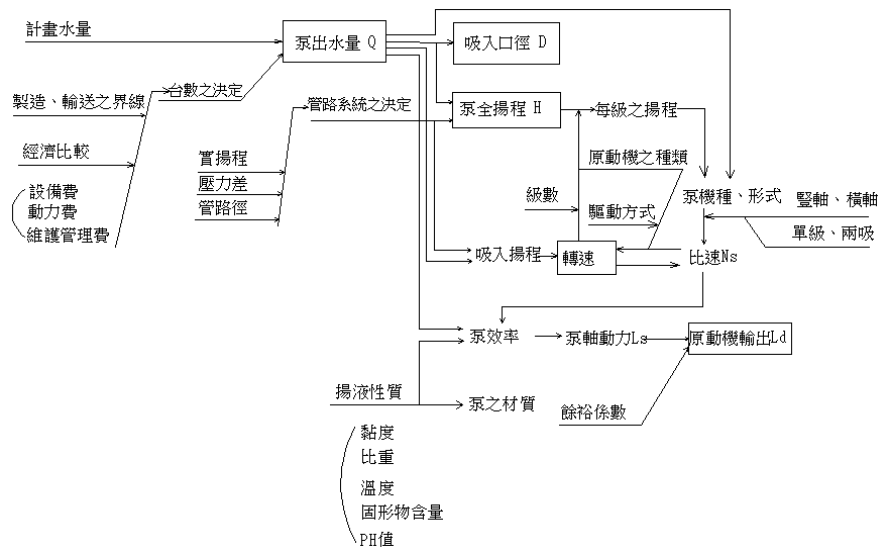 計畫水量
泵出水量 Q
吸入口徑 D
台數之決定
製造、輸送之界線
經濟比較
設備費
動力費
維護管理費
管路系統之決定
實揚程
壓力差
管路徑
泵全揚程 H
每級之揚程
原動機之種類
級數
驅動方式
泵機種、形式
豎軸、橫軸
單級、兩吸
吸入揚程
轉速
比速Ns
泵效率
泵軸動力Ls
原動機輸出Ld
揚液性質
泵之材質
餘裕係數
黏度
比重
溫度
固形物含量
PH值